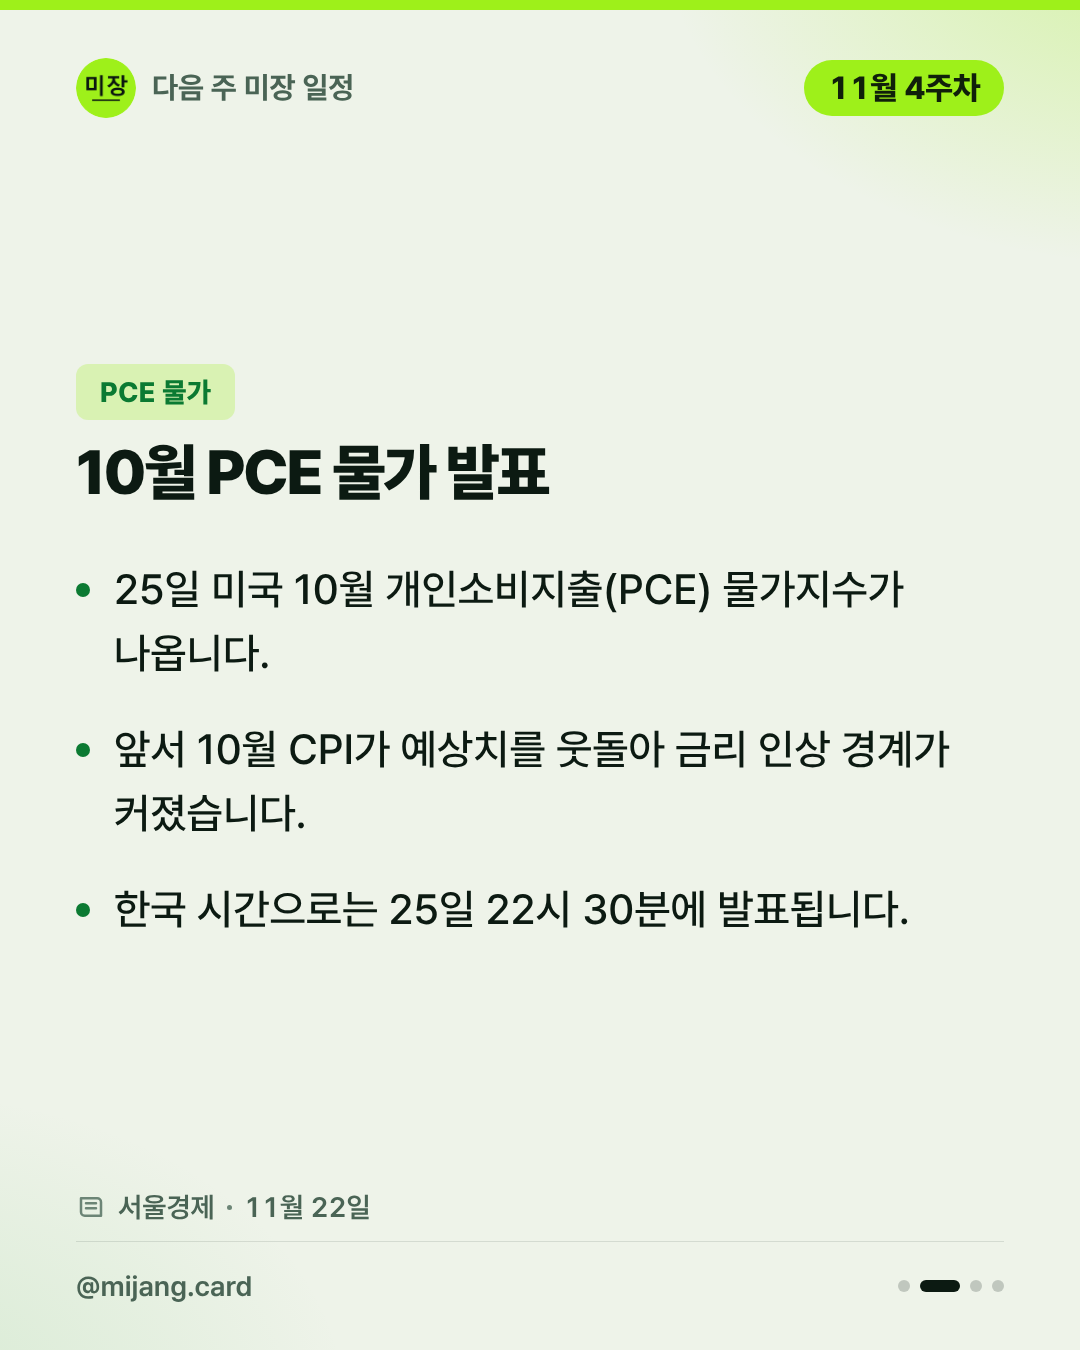 미장 다음 주 미장 일정
11월 4주차
PCE 물가
10월 PCE 물가 발표
25일 미국 10월 개인소비지출(PCE) 물가지수가
나옵니다.
앞서 10월 CPI가 예상치를 웃돌아 금리 인상 경계가
커졌습니다.
한국 시간으로는 25일 22시 30분에 발표됩니다.
서울경제 · 11월 22일
@mijang.card